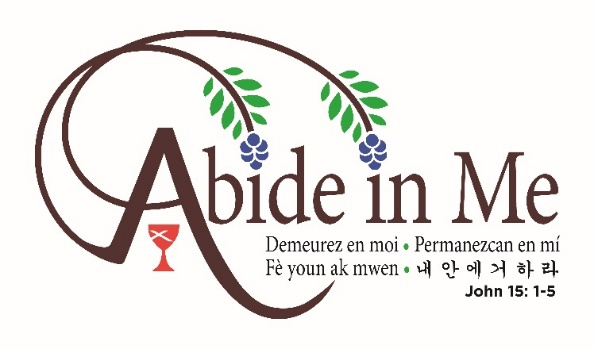 Abide in Me
Demeurez en moi • Permanezcan en mí
Fè youn ak mwen • 내 안 에 거 하 라
John 15: 1-5